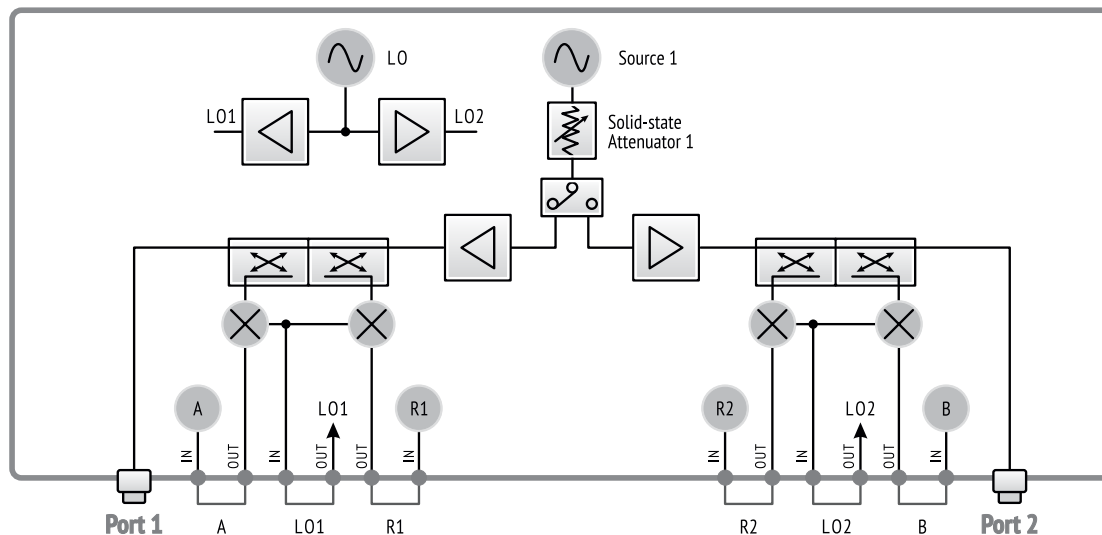 LO
Source 1
LO1
LO2
Solid-state
Attenuator 1
A
LO1
R1
R2
LO2
B
IN
OUT
IN
OUT
OUT
IN
IN
OUT
IN
OUT
OUT
IN
Port 1
A
LO1
R1
R2
LO2
B
Port 2